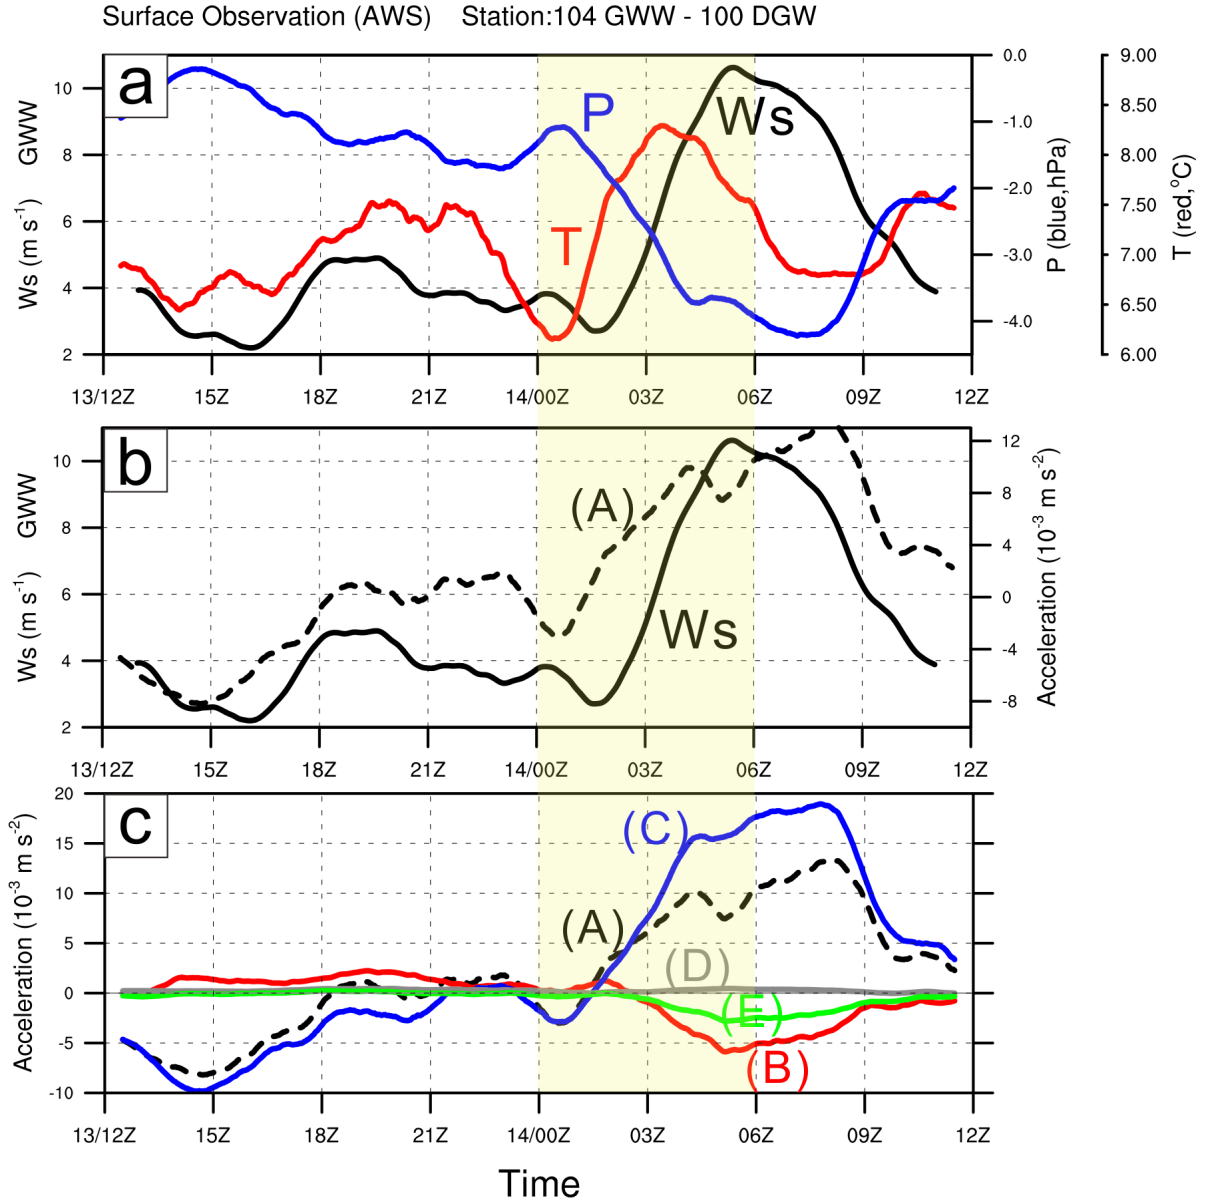 Surface Observation (AWS) Station:104 GWW - 100 DGW
a
P
Ws
T
10
8
6
4
2
Ws (m s⁻¹) GWW
0.0
-1.0
-2.0
-3.0
-4.0
P (blue,hPa)
9.00
8.50
8.00
7.50
7.00
6.50
6.00
T (red,°C)
13/12Z 15Z 18Z 21Z 14/00Z 03Z 06Z 09Z 12Z
b
(A)
Ws
10
8
6
4
2
Ws (m s⁻¹) GWW
12
8
4
0
-4
-8
Acceleration (10⁻³ m s⁻²)
13/12Z 15Z 18Z 21Z 14/00Z 03Z 06Z 09Z 12Z
c
(C)
(A)
(D)
(E)
(B)
20
15
10
5
0
-5
-10
Acceleration (10⁻³ m s⁻²)
13/12Z 15Z 18Z 21Z 14/00Z 03Z 06Z 09Z 12Z
Time